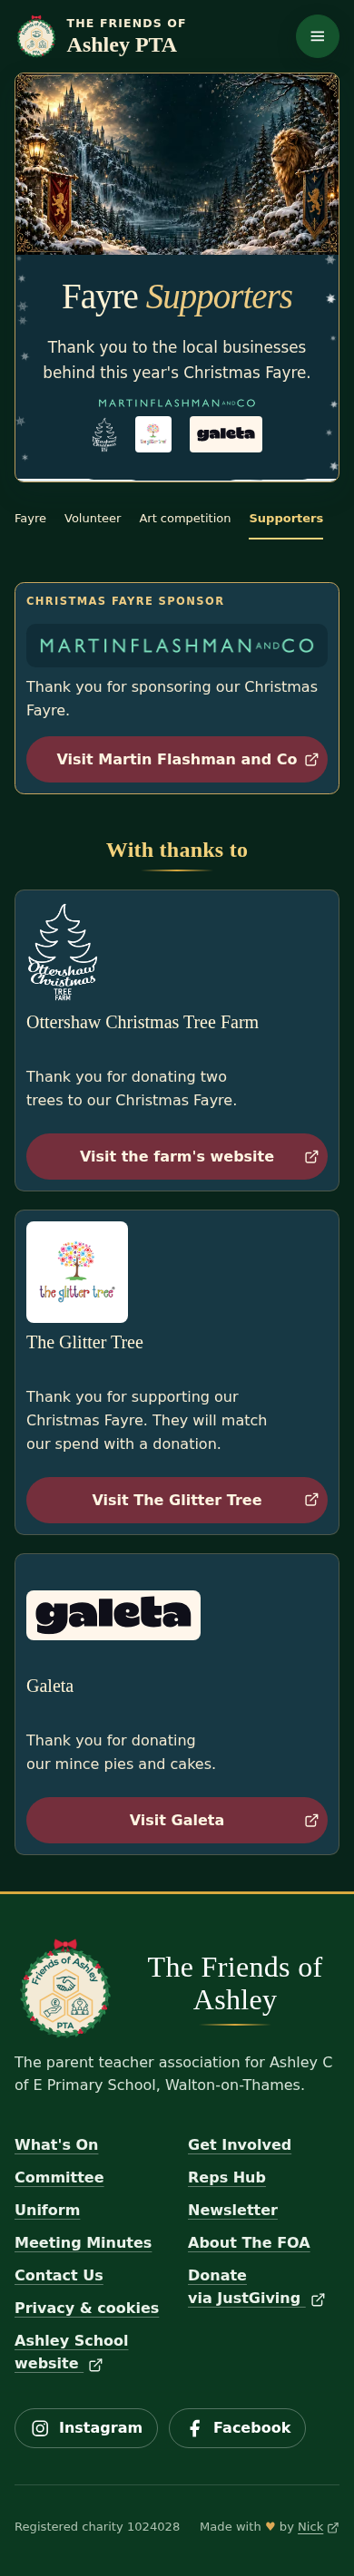 THE FRIENDS OF
Ashley PTA
Fayre Supporters
Thank you to the local businesses
behind this year's Christmas Fayre.
MARTINFLASHMANANDCO
the glitter tree
galeta
Fayre
Volunteer
Art competition
Supporters
CHRISTMAS FAYRE SPONSOR
MARTINFLASHMANANDCO
Thank you for sponsoring our Christmas
Fayre.
Visit Martin Flashman and Co
With thanks to
Ottershaw
Christmas
TREE
FARM
Ottershaw Christmas Tree Farm
Thank you for donating two
trees to our Christmas Fayre.
Visit the farm's website
the glitter tree
The Glitter Tree
Thank you for supporting our
Christmas Fayre. They will match
our spend with a donation.
Visit The Glitter Tree
galeta
Galeta
Thank you for donating
our mince pies and cakes.
Visit Galeta
Friends of Ashley
PTA
The Friends of
Ashley
The parent teacher association for Ashley C
of E Primary School, Walton-on-Thames.
What's On
Committee
Uniform
Meeting Minutes
Contact Us
Privacy & cookies
Ashley School
website
Get Involved
Reps Hub
Newsletter
About The FOA
Donate
via JustGiving
Instagram
Facebook
Registered charity 1024028
Made with ♥ by Nick